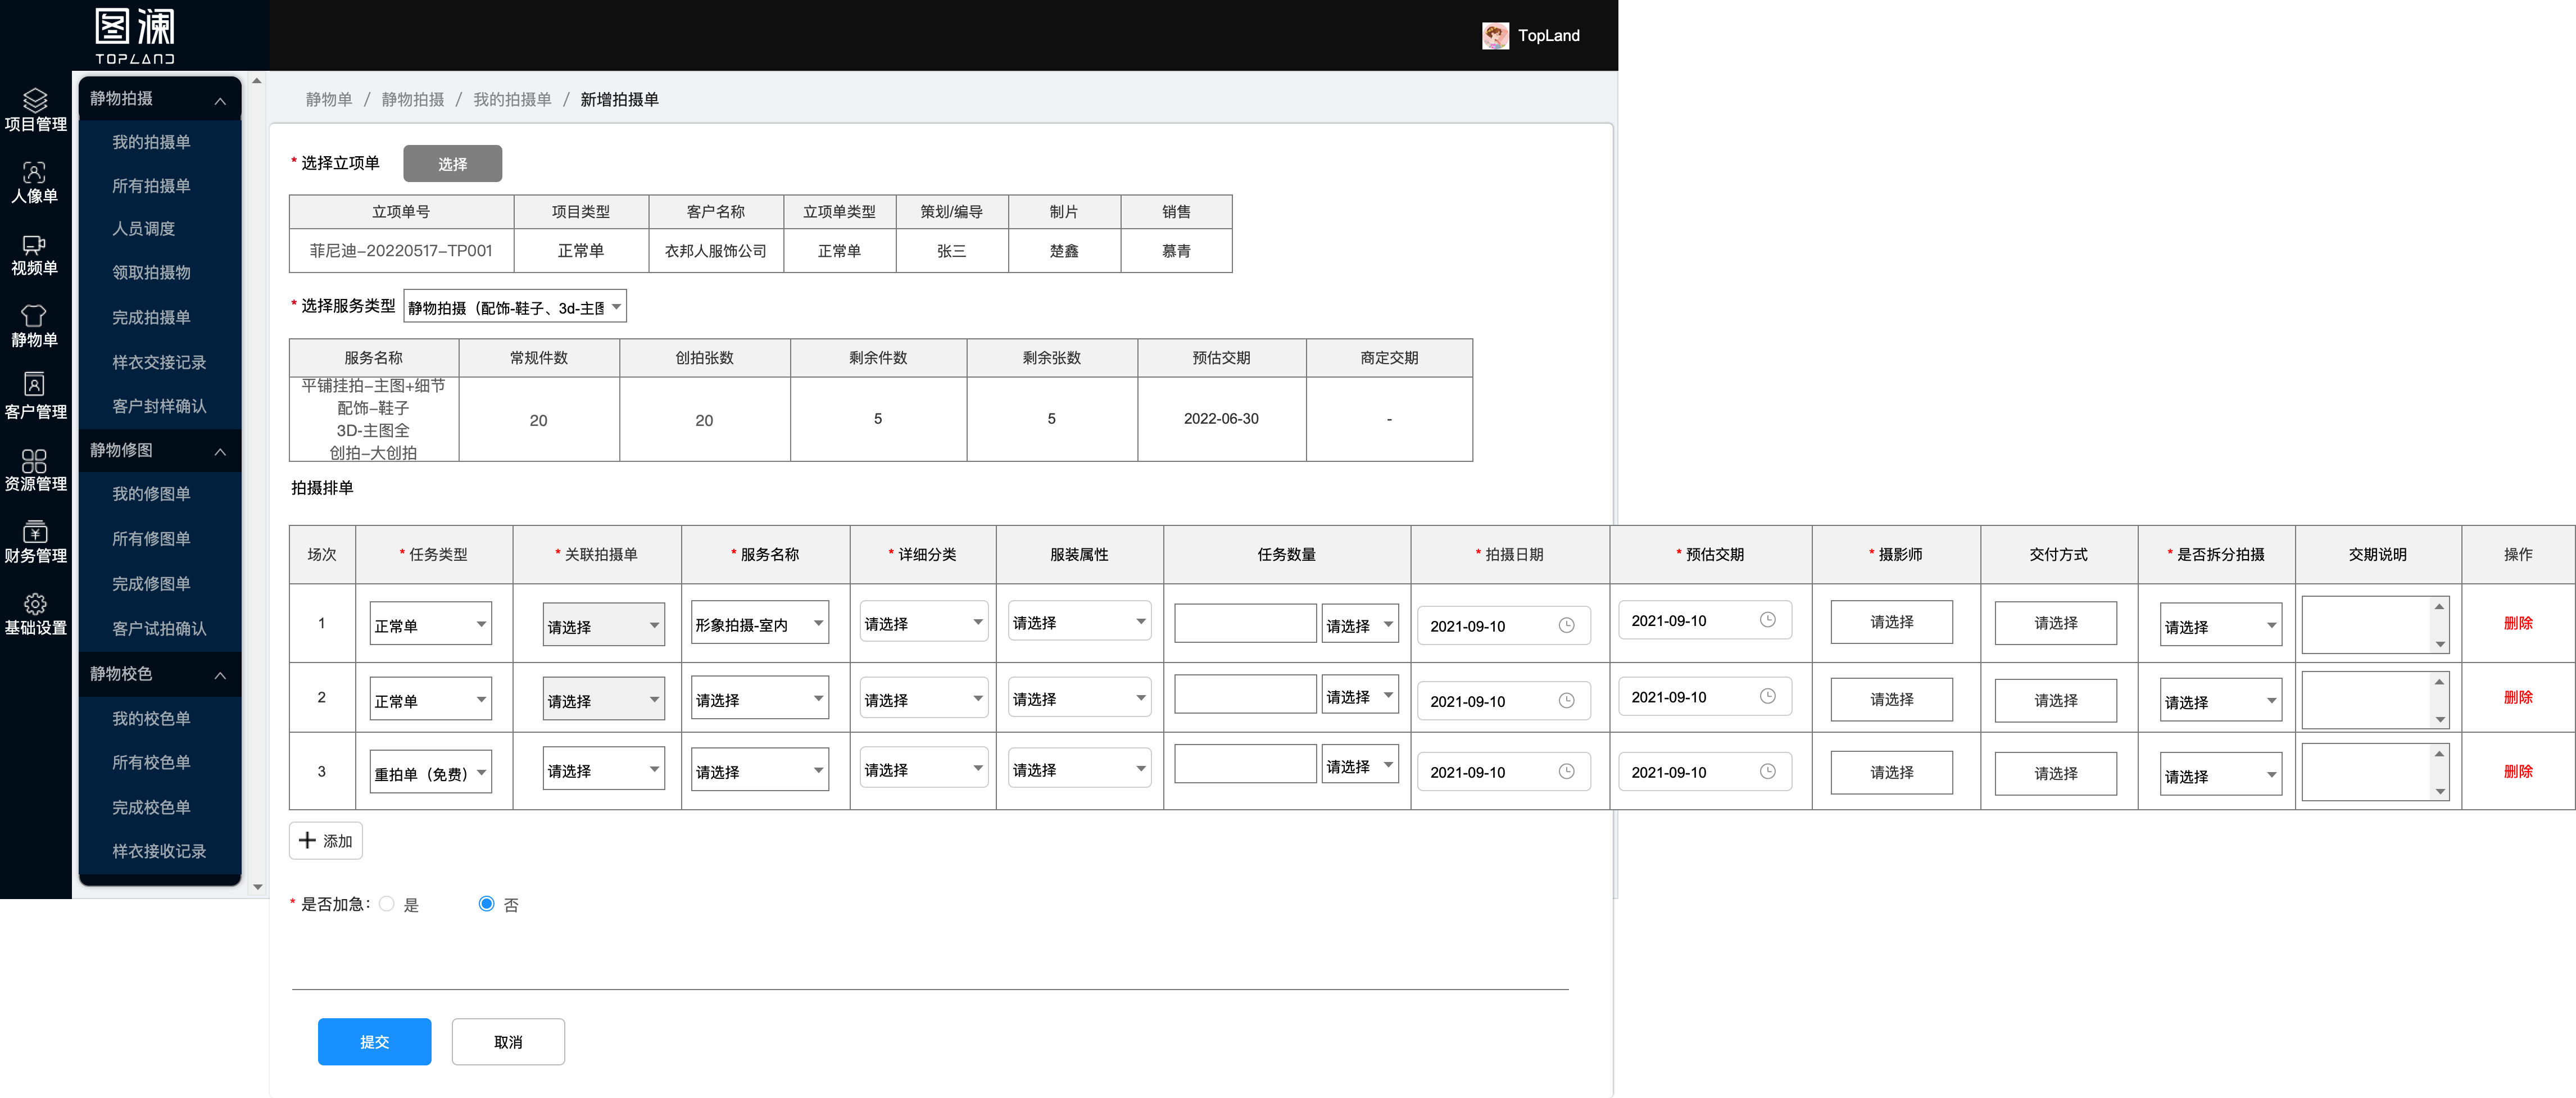 图澜
TOPLAND
TopLand
项目管理
人像单
视频单
静物单
客户管理
资源管理
财务管理
基础设置
静物拍摄
我的拍摄单
所有拍摄单
人员调度
领取拍摄物
完成拍摄单
样衣交接记录
客户封样确认
静物修图
我的修图单
所有修图单
完成修图单
客户试拍确认
静物校色
我的校色单
所有校色单
完成校色单
样衣接收记录
静物单 / 静物拍摄 / 我的拍摄单 / 新增拍摄单
* 选择立项单 选择
立项单号 项目类型 客户名称 立项单类型 策划/编导 制片 销售
菲尼迪-20220517-TP001 正常单 衣邦人服饰公司 正常单 张三 楚鑫 慕青
* 选择服务类型 静物拍摄（配饰-鞋子、3d-主图
服务名称 常规件数 创拍张数 剩余件数 剩余张数 预估交期 商定交期
平铺挂拍-主图+细节
配饰-鞋子
3D-主图全
创拍-大创拍
20 20 5 5 2022-06-30 -
拍摄排单
场次 * 任务类型 * 关联拍摄单 * 服务名称 * 详细分类 服装属性 任务数量 * 拍摄日期 * 预估交期 * 摄影师 交付方式 * 是否拆分拍摄 交期说明 操作
1 正常单 请选择 形象拍摄-室内 请选择 请选择 请选择 2021-09-10 2021-09-10 请选择 请选择 请选择 删除
2 正常单 请选择 请选择 请选择 请选择 请选择 2021-09-10 2021-09-10 请选择 请选择 请选择 删除
3 重拍单（免费） 请选择 请选择 请选择 请选择 请选择 2021-09-10 2021-09-10 请选择 请选择 请选择 删除
添加
* 是否加急： 是 否
提交 取消